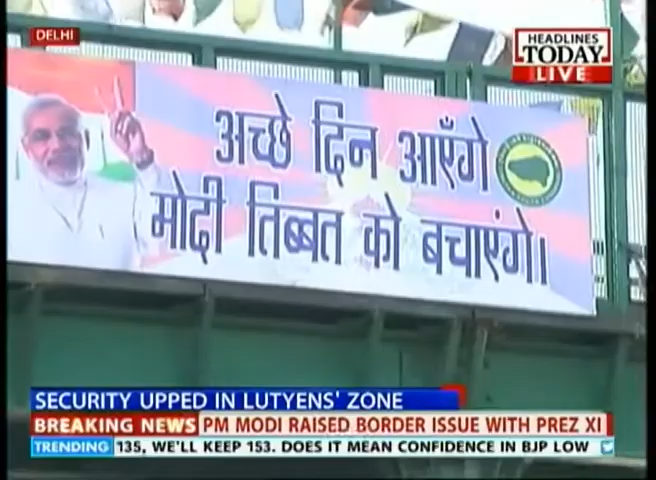 DELHI
HEADLINES
TODAY
LIVE
अच्छे दिन आएँगे
मोदी तिब्बत को बचाएंगे।
SECURITY UPPED IN LUTYENS' ZONE
BREAKING NEWS PM MODI RAISED BORDER ISSUE WITH PREZ XI
TRENDING 135, WE'LL KEEP 153. DOES IT MEAN CONFIDENCE IN BJP LOW